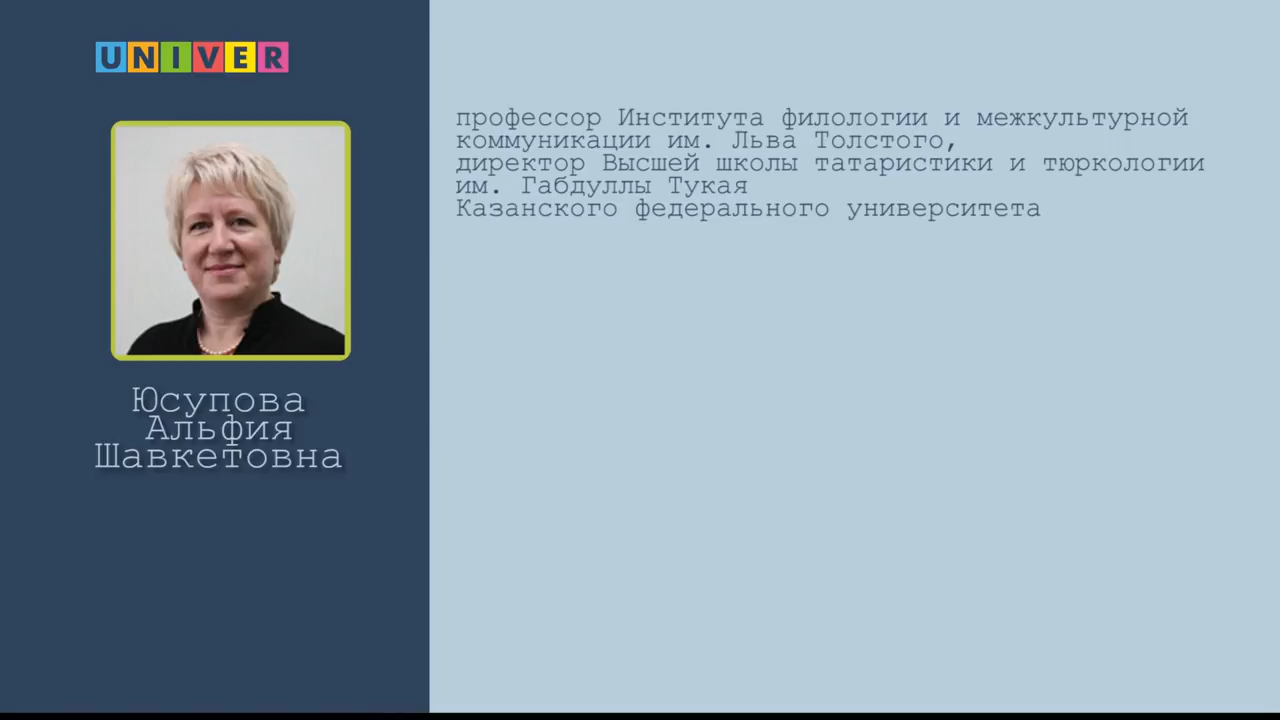 UNIVER
Юсупова
Альфия
Шавкетовна
профессор Института филологии и межкультурной
коммуникации им. Льва Толстого,
директор Высшей школы татаристики и тюркологии
им. Габдуллы Тукая
Казанского федерального университета